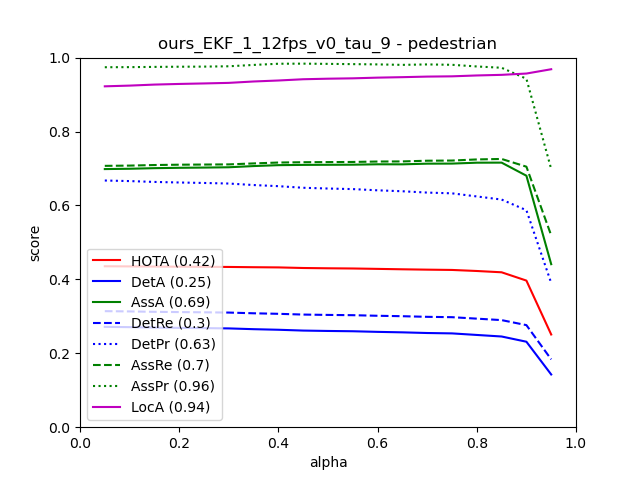 ours_EKF_1_12fps_v0_tau_9 - pedestrian
1.0
0.8
0.6
0.4
0.2
0.0
score
HOTA (0.42)
DetA (0.25)
AssA (0.69)
DetRe (0.3)
DetPr (0.63)
AssRe (0.7)
AssPr (0.96)
LocA (0.94)
0.0 0.2 0.4 0.6 0.8 1.0
alpha